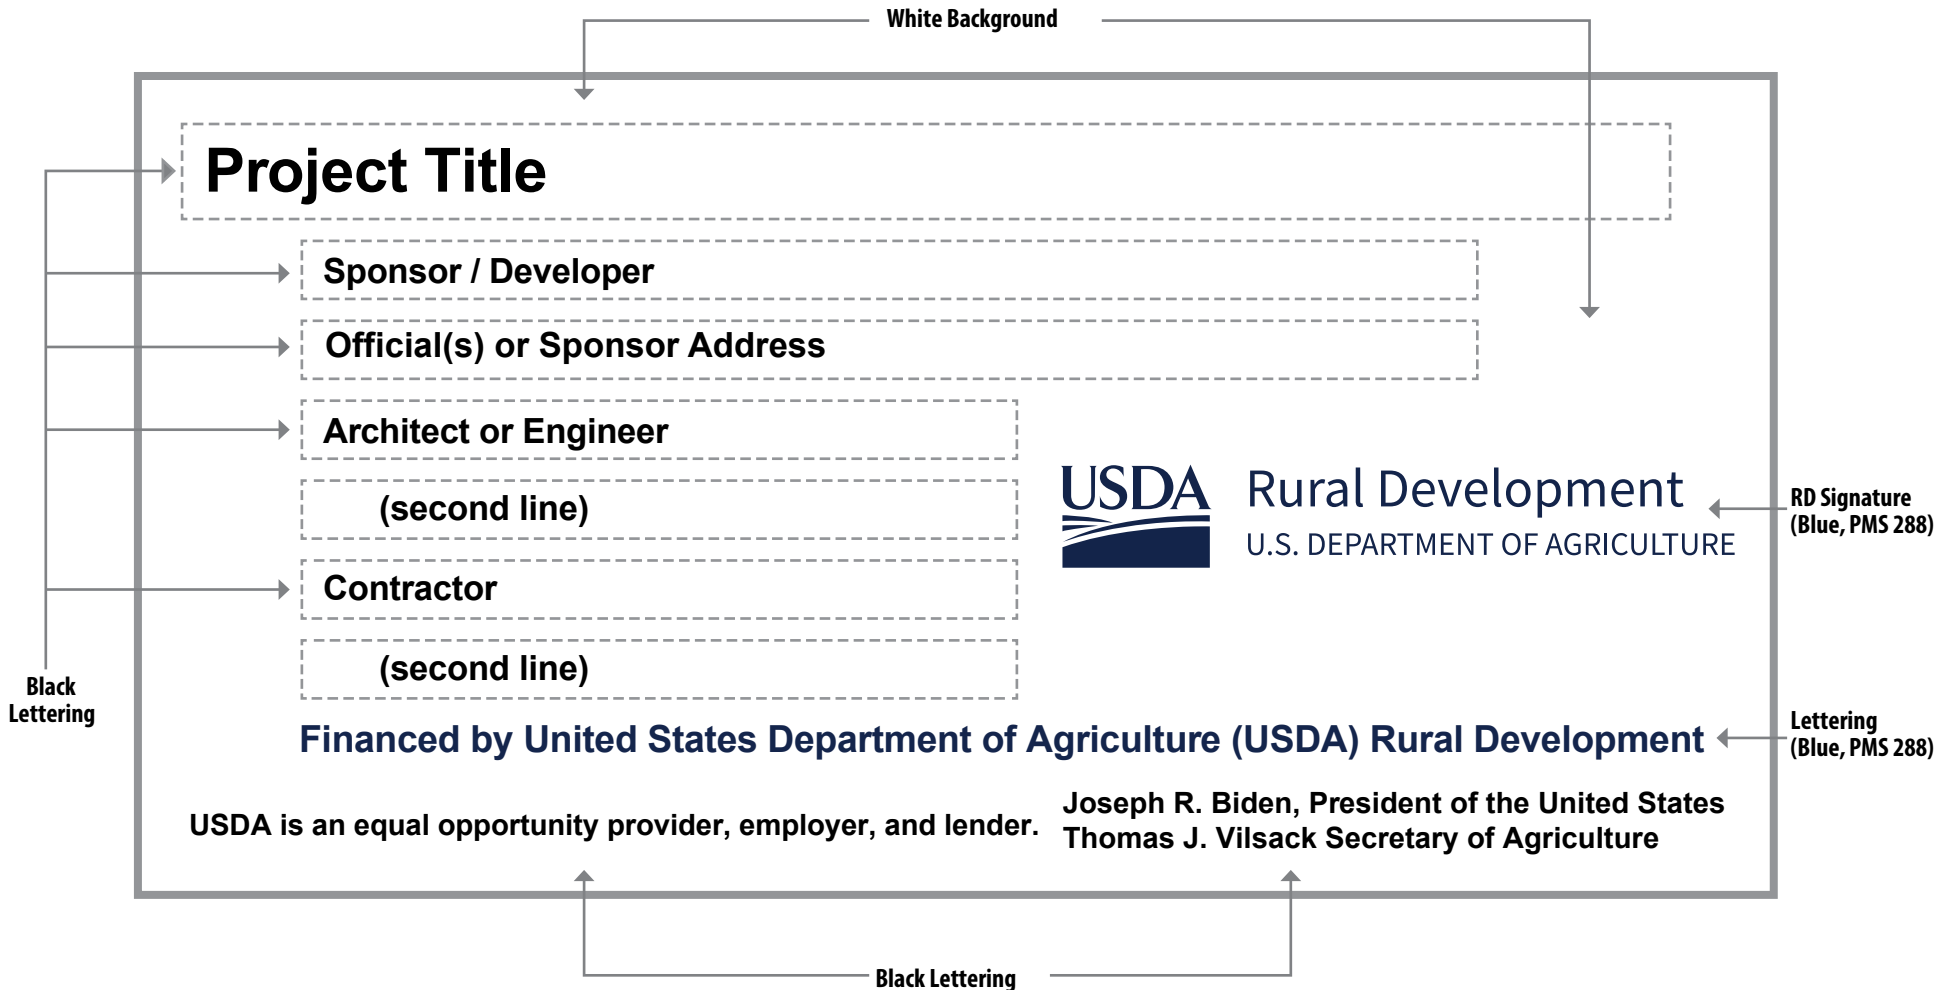 White Background
Project Title
Sponsor / Developer
Official(s) or Sponsor Address
Architect or Engineer
(second line)
Contractor
(second line)
USDA Rural Development
U.S. DEPARTMENT OF AGRICULTURE
RD Signature
(Blue, PMS 288)
Black
Lettering
Financed by United States Department of Agriculture (USDA) Rural Development
Lettering
(Blue, PMS 288)
USDA is an equal opportunity provider, employer, and lender.
Joseph R. Biden, President of the United States
Thomas J. Vilsack Secretary of Agriculture
Black Lettering